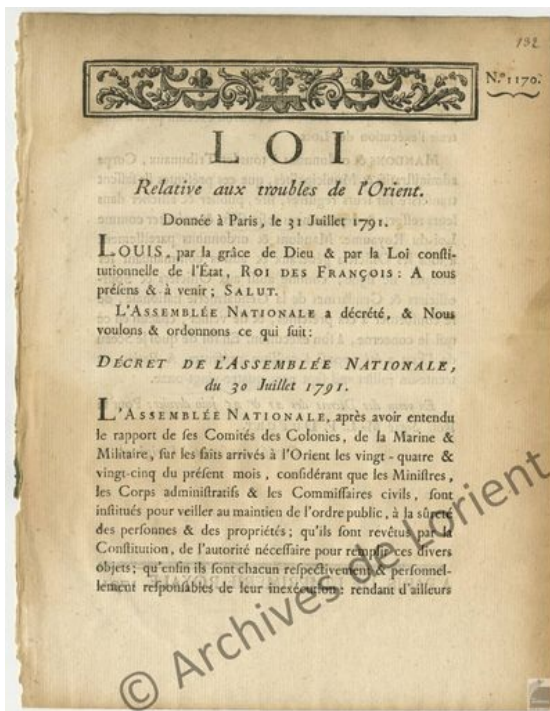 132
N.º 1170.
LOI
Relative aux troubles de l'Orient.
Donnée à Paris, le 31 Juillet 1791.
LOUIS, par la grâce de Dieu & par la Loi consti-
tutionnelle de l'État, ROI DES FRANÇOIS: A tous
présens & à venir; SALUT.
L'ASSEMBLÉE NATIONALE a décrété, & Nous
voulons & ordonnons ce qui suit:
DÉCRET DE L'ASSEMBLÉE NATIONALE,
du 30 Juillet 1791.
L'ASSEMBLÉE NATIONALE, après avoir entendu
le rapport de ses Comités des Colonies, de la Marine &
Militaire, sur les faits arrivés à l'Orient les vingt-quatre &
vingt-cinq du présent mois, considérant que les Ministres,
les Corps administratifs & les Commissaires civils, sont
institués pour veiller au maintien de l'ordre public, à la sûreté
des personnes & des propriétés; qu'ils sont revêtus par la
Constitution, de l'autorité nécessaire pour remplir ces divers
objets; qu'enfin ils sont chacun respectivement & personnel-
lement responsables de leur inexécution: rendant d'ailleurs
© Archives de Lorient